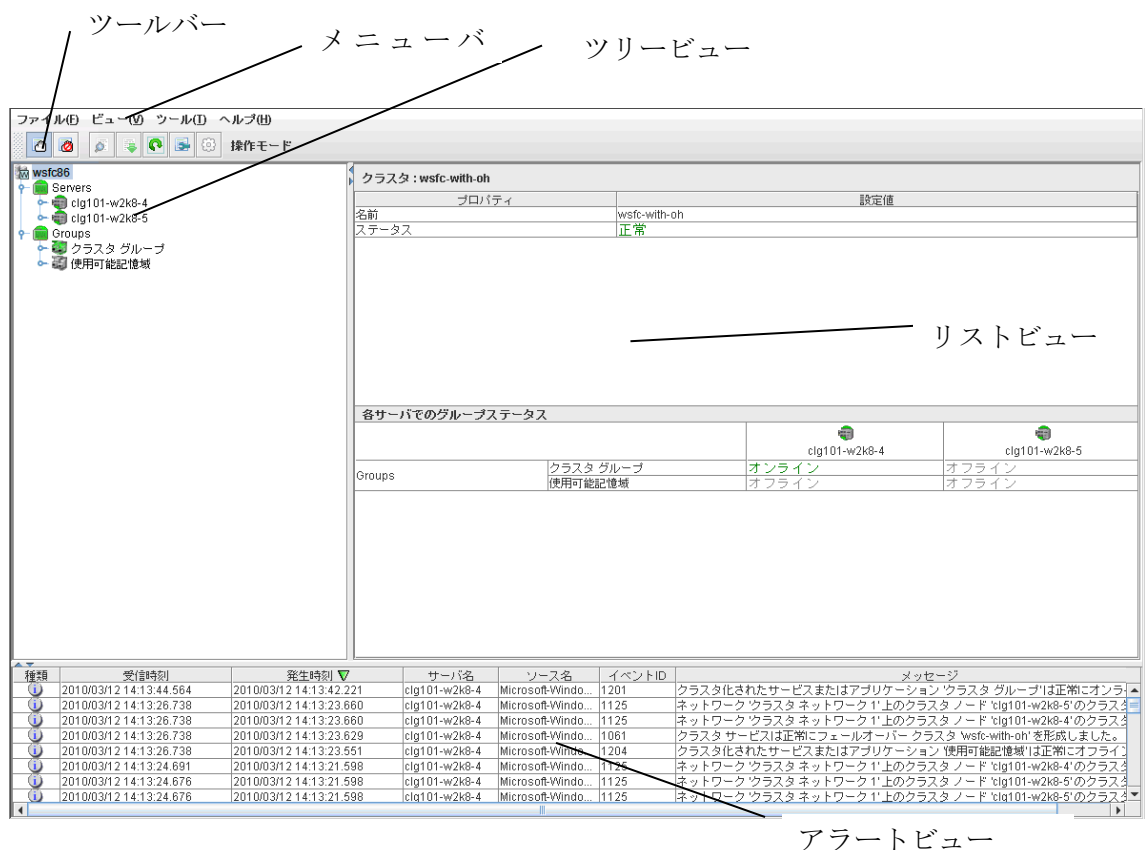 ツールバー
メニューバ
ツリービュー
ファイル(F) ビュー(V) ツール(T) ヘルプ(H)
操作モード
wsfc86
Servers
clg101-w2k8-4
clg101-w2k8-5
Groups
クラスタ グループ
使用可能記憶域
クラスタ : wsfc-with-oh
プロパティ 設定値
名前 wsfc-with-oh
ステータス 正常
リストビュー
各サーバでのグループステータス
clg101-w2k8-4 clg101-w2k8-5
Groups クラスタ グループ オンライン オフライン
使用可能記憶域 オフライン オフライン
種類 受信時刻 発生時刻 サーバ名 ソース名 イベントID メッセージ
2010/03/12 14:13:44.564 2010/03/12 14:13:42.221 clg101-w2k8-4 Microsoft-Windo... 1201 クラスタ化されたサービスまたはアプリケーション 'クラスタ グループ'は正常にオンラ
2010/03/12 14:13:26.738 2010/03/12 14:13:23.660 clg101-w2k8-4 Microsoft-Windo... 1125 ネットワーク 'クラスタ ネットワーク 1' 上のクラスタ ノード 'clg101-w2k8-5'のクラスタ
2010/03/12 14:13:26.738 2010/03/12 14:13:23.660 clg101-w2k8-4 Microsoft-Windo... 1125 ネットワーク 'クラスタ ネットワーク 1' 上のクラスタ ノード 'clg101-w2k8-4'のクラスタ
2010/03/12 14:13:26.738 2010/03/12 14:13:23.629 clg101-w2k8-4 Microsoft-Windo... 1061 クラスタ サービスは正常にフェールオーバー クラスタ 'wsfc-with-oh' を形成しました。
2010/03/12 14:13:26.738 2010/03/12 14:13:23.551 clg101-w2k8-4 Microsoft-Windo... 1204 クラスタ化されたサービスまたはアプリケーション '使用可能記憶域'は正常にオフライン
2010/03/12 14:13:24.691 2010/03/12 14:13:21.598 clg101-w2k8-4 Microsoft-Windo... 1125 ネットワーク 'クラスタ ネットワーク 1' 上のクラスタ ノード 'clg101-w2k8-4'のクラスタ
2010/03/12 14:13:24.676 2010/03/12 14:13:21.598 clg101-w2k8-4 Microsoft-Windo... 1125 ネットワーク 'クラスタ ネットワーク 1' 上のクラスタ ノード 'clg101-w2k8-5'のクラスタ
2010/03/12 14:13:24.676 2010/03/12 14:13:21.598 clg101-w2k8-4 Microsoft-Windo... 1125 ネットワーク 'クラスタ ネットワーク 1' 上のクラスタ ノード 'clg101-w2k8-5'のクラスタ
アラートビュー